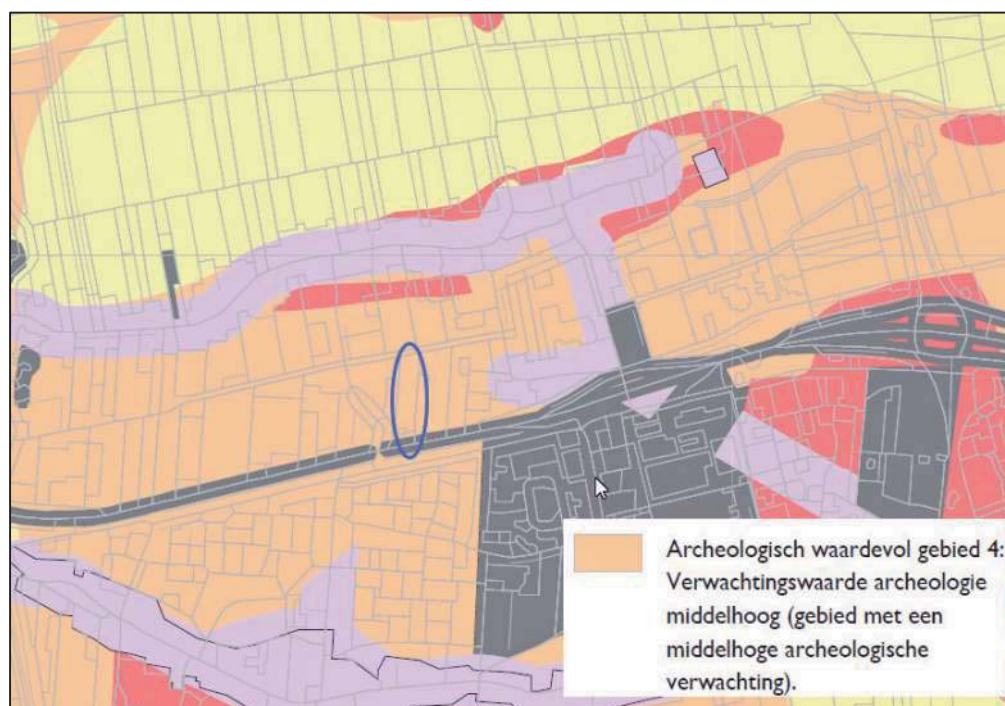 Archeologisch waardevol gebied 4:
Verwachtingswaarde archeologie
middelhoog (gebied met een
middelhoge archeologische
verwachting).